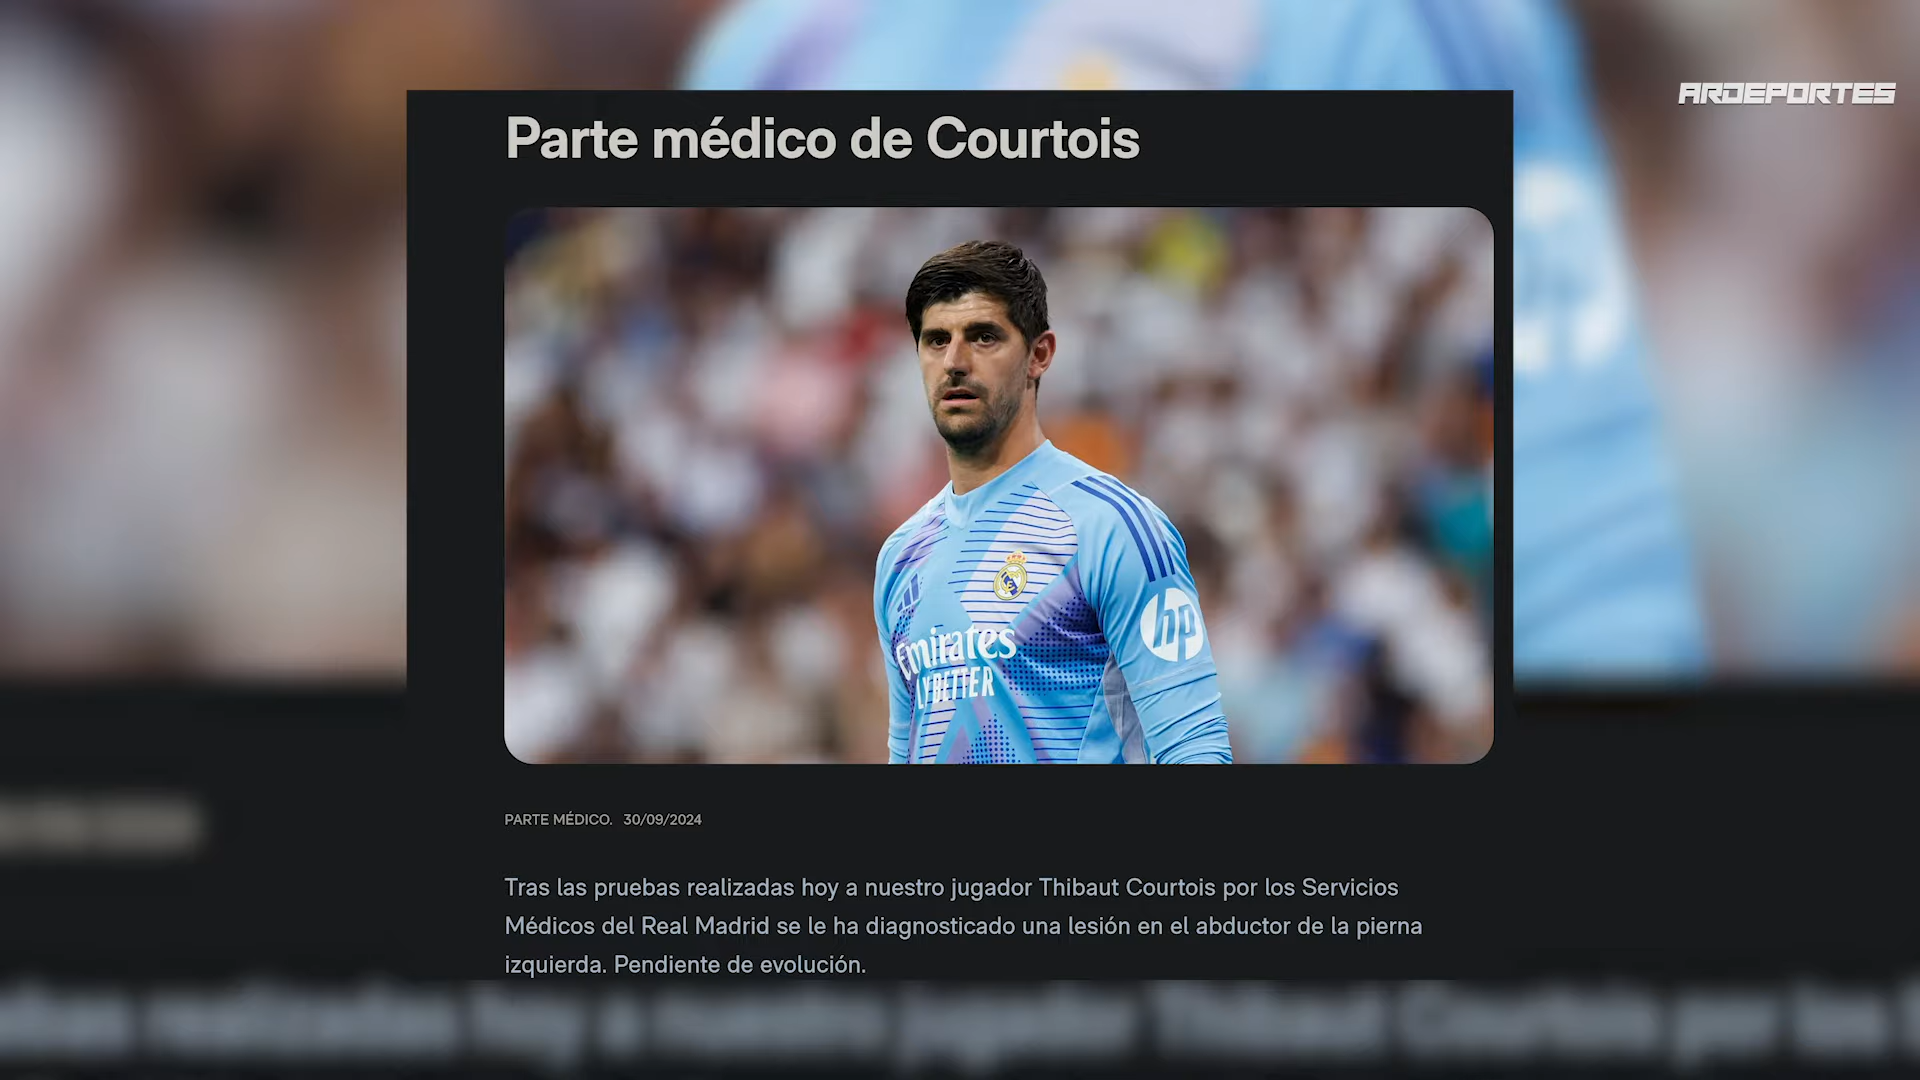 ARDEPORTES
Parte médico de Courtois
Emirates
FLY BETTER
hp
PARTE MÉDICO. 30/09/2024
Tras las pruebas realizadas hoy a nuestro jugador Thibaut Courtois por los Servicios
Médicos del Real Madrid se le ha diagnosticado una lesión en el abductor de la pierna
izquierda. Pendiente de evolución.